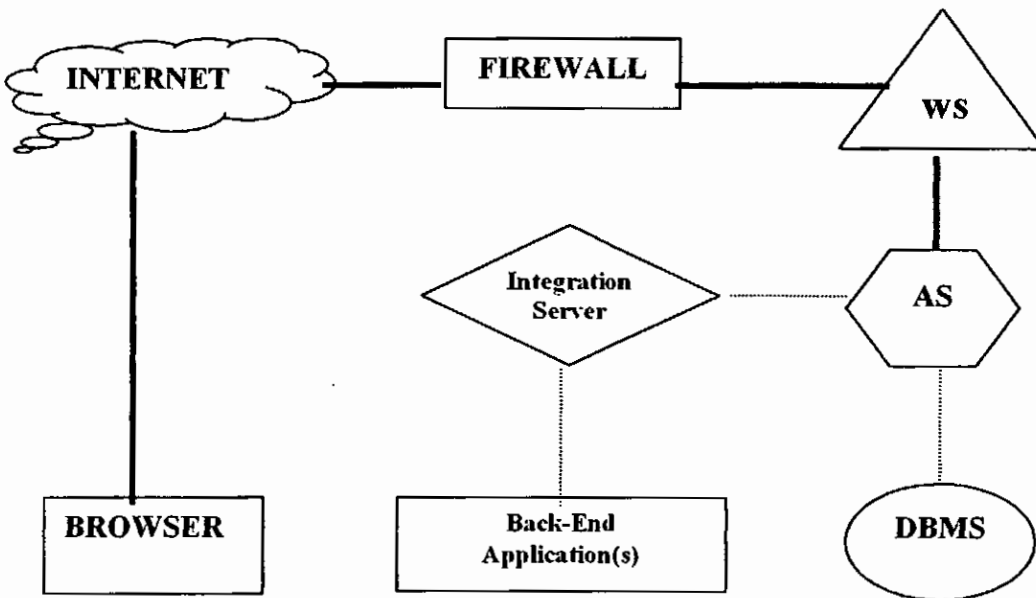 INTERNET
FIREWALL
WS
Integration
Server
AS
BROWSER
Back-End
Application(s)
DBMS